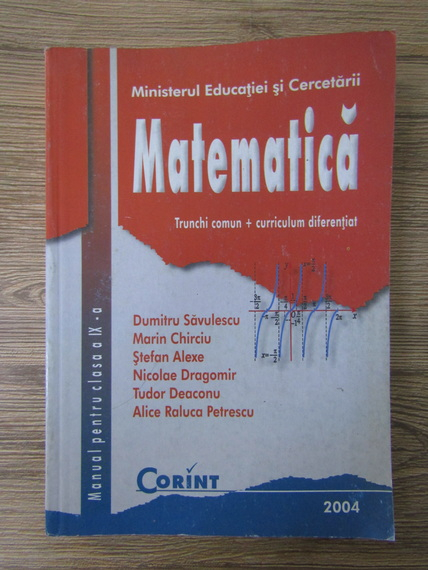 Ministerul Educației și Cercetării
Matematică
Trunchi comun + curriculum diferențiat
Dumitru Săvulescu
Marin Chirciu
Ștefan Alexe
Nicolae Dragomir
Tudor Deaconu
Alice Raluca Petrescu
Manual pentru clasa a IX - a
CORINT
2004